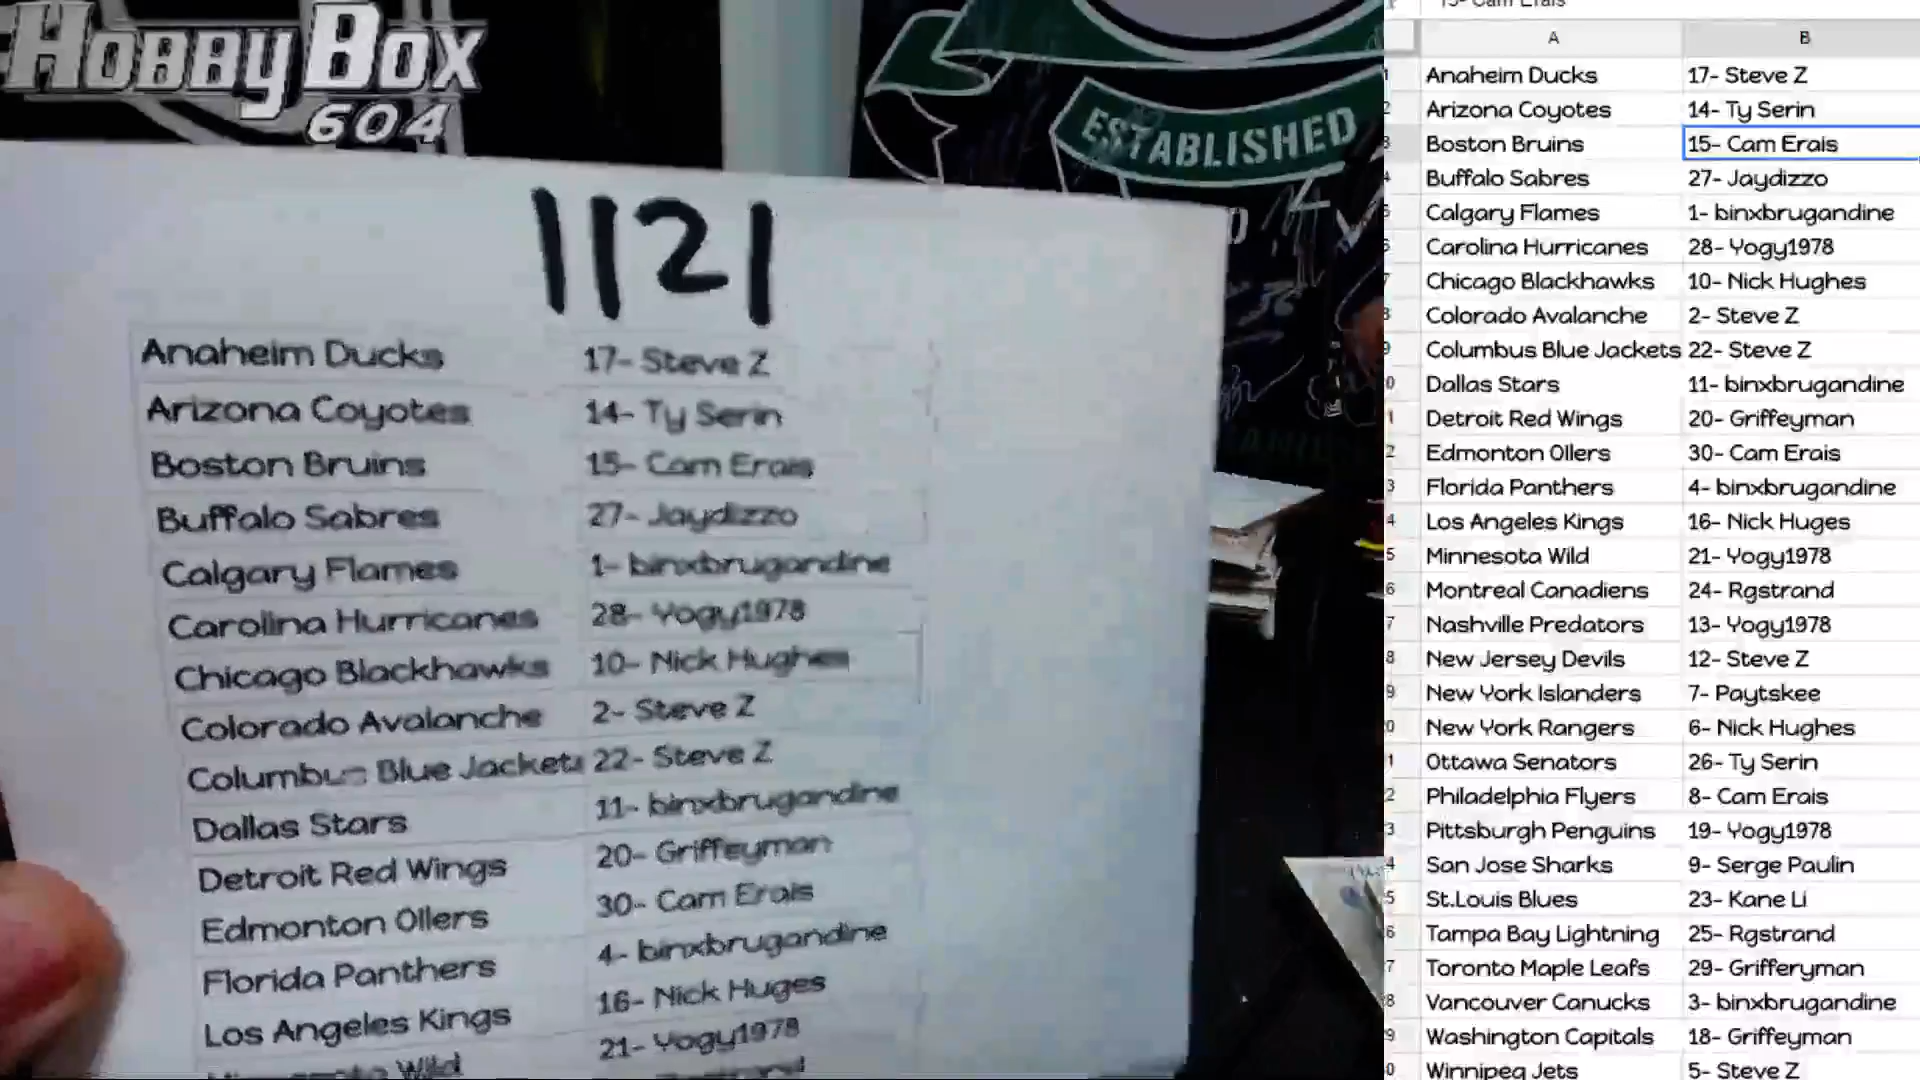 HOBBY BOX
604
ESTABLISHED
1121
Anaheim Ducks 17- Steve Z
Arizona Coyotes 14- Ty Serin
Boston Bruins 15- Cam Erais
Buffalo Sabres 27- Jaydizzo
Calgary Flames 1- binxbrugandine
Carolina Hurricanes 28- Yogy1978
Chicago Blackhawks 10- Nick Hughes
Colorado Avalanche 2- Steve Z
Columbus Blue Jackets 22- Steve Z
Dallas Stars 11- binxbrugandine
Detroit Red Wings 20- Griffeyman
Edmonton OIlers 30- Cam Erais
Florida Panthers 4- binxbrugandine
Los Angeles Kings 16- Nick Huges
Wild 21- Yogy1978
15- Cam Erais
A B
Anaheim Ducks 17- Steve Z
Arizona Coyotes 14- Ty Serin
Boston Bruins 15- Cam Erais
Buffalo Sabres 27- Jaydizzo
Calgary Flames 1- binxbrugandine
Carolina Hurricanes 28- Yogy1978
Chicago Blackhawks 10- Nick Hughes
Colorado Avalanche 2- Steve Z
Columbus Blue Jackets 22- Steve Z
Dallas Stars 11- binxbrugandine
Detroit Red Wings 20- Griffeyman
Edmonton OIlers 30- Cam Erais
Florida Panthers 4- binxbrugandine
Los Angeles Kings 16- Nick Huges
Minnesota Wild 21- Yogy1978
Montreal Canadiens 24- Rgstrand
Nashville Predators 13- Yogy1978
New Jersey Devils 12- Steve Z
New York Islanders 7- Paytskee
New York Rangers 6- Nick Hughes
Ottawa Senators 26- Ty Serin
Philadelphia Flyers 8- Cam Erais
Pittsburgh Penguins 19- Yogy1978
San Jose Sharks 9- Serge Paulin
St.Louis Blues 23- Kane Li
Tampa Bay Lightning 25- Rgstrand
Toronto Maple Leafs 29- Grifferyman
Vancouver Canucks 3- binxbrugandine
Washington Capitals 18- Griffeyman
Winnipeg Jets 5- Steve Z